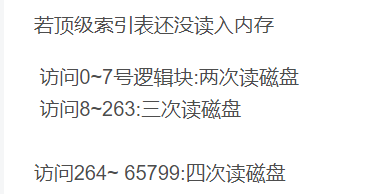 若顶级索引表还没读入内存
访问0~7号逻辑块:两次读磁盘
访问8~263:三次读磁盘
访问264~ 65799:四次读磁盘